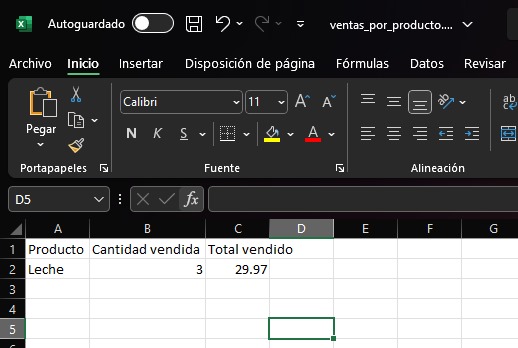 Autoguardado ventas_por_producto....
Archivo Inicio Insertar Disposición de página Fórmulas Datos Revisar
Calibri 11 A A ab
Pegar N K S A
Portapapeles Fuente Alineación
D5 fx
A B C D E F G
1 Producto Cantidad vendida Total vendido
2 Leche 3 29.97
3
4
5